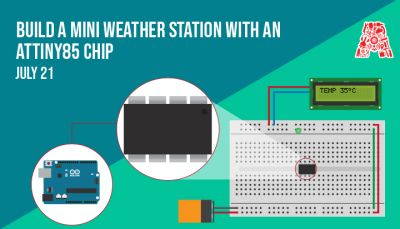 BUILD A MINI WEATHER STATION WITH AN
ATTINY85 CHIP
JULY 21
TEMP 35°C